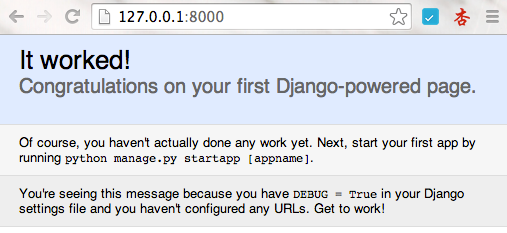 127.0.0.1:8000
杏
It worked!
Congratulations on your first Django-powered page.
Of course, you haven't actually done any work yet. Next, start your first app by
running python manage.py startapp [appname].
You're seeing this message because you have DEBUG = True in your Django
settings file and you haven't configured any URLs. Get to work!